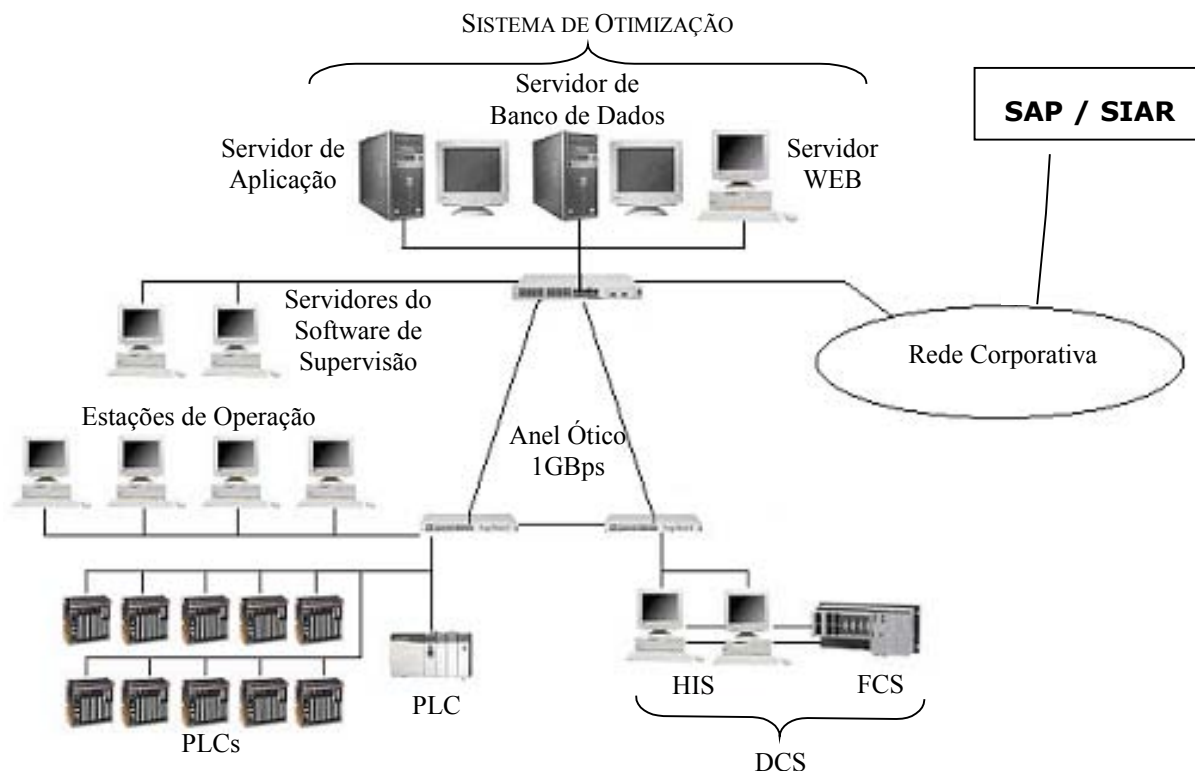 SISTEMA DE OTIMIZAÇÃO
Servidor de
Banco de Dados
Servidor de
Aplicação
Servidor
WEB
SAP / SIAR
Servidores do
Software de
Supervisão
Rede Corporativa
Estações de Operação
Anel Ótico
1GBps
HIS
FCS
PLC
PLCs
DCS